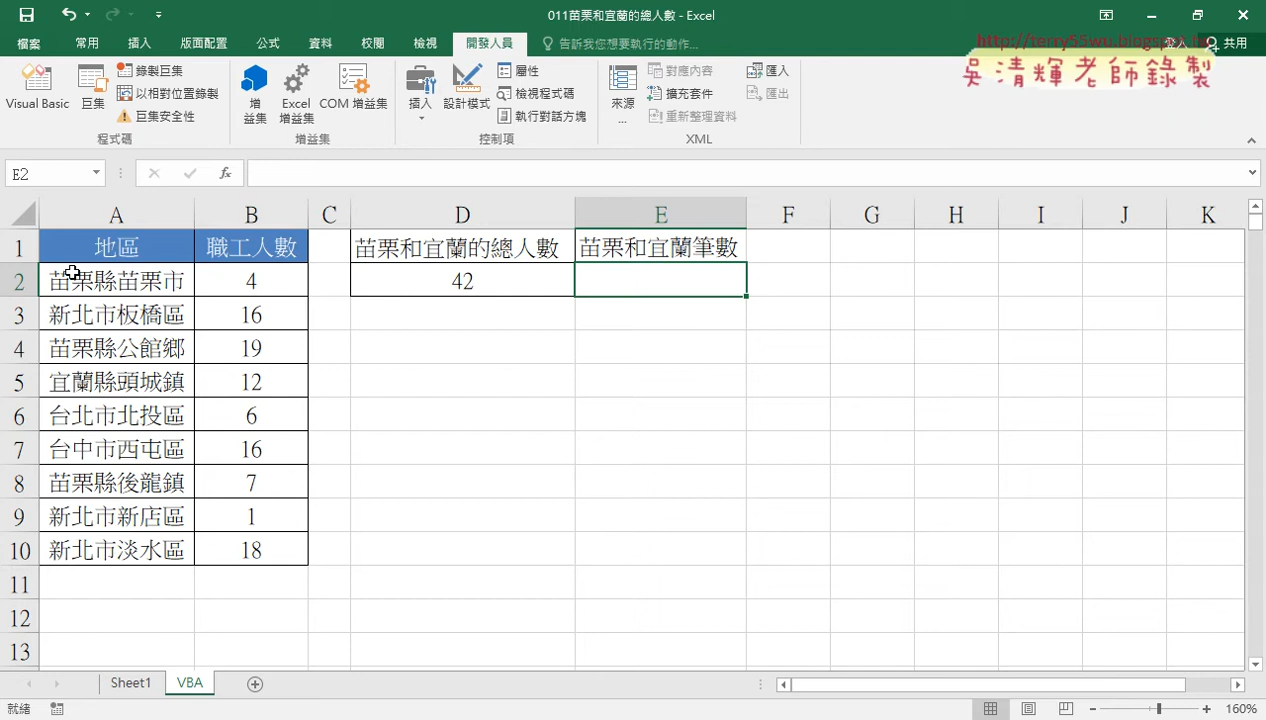 011苗栗和宜蘭的總人數 - Excel
http://terry55wu.blogspot.tw
吳清輝老師錄製
檔案 常用 插入 版面配置 公式 資料 校閱 檢視 開發人員 告訴我您想要執行的動作... 登入 共用
Visual Basic 巨集 錄製巨集 以相對位置錄製 巨集安全性
增益集 Excel 增益集 COM 增益集
插入 設計模式 屬性 檢視程式碼 執行對話方塊
來源... 對應內容 擴充套件 重新整理資料 匯入 匯出
程式碼 增益集 控制項 XML
E2 fx
A B C D E F G H I J K
1 地區 職工人數 苗栗和宜蘭的總人數 苗栗和宜蘭筆數
2 苗栗縣苗栗市 4 42
3 新北市板橋區 16
4 苗栗縣公館鄉 19
5 宜蘭縣頭城鎮 12
6 台北市北投區 6
7 台中市西屯區 16
8 苗栗縣後龍鎮 7
9 新北市新店區 1
10 新北市淡水區 18
11
12
13
Sheet1 VBA
就緒 160%